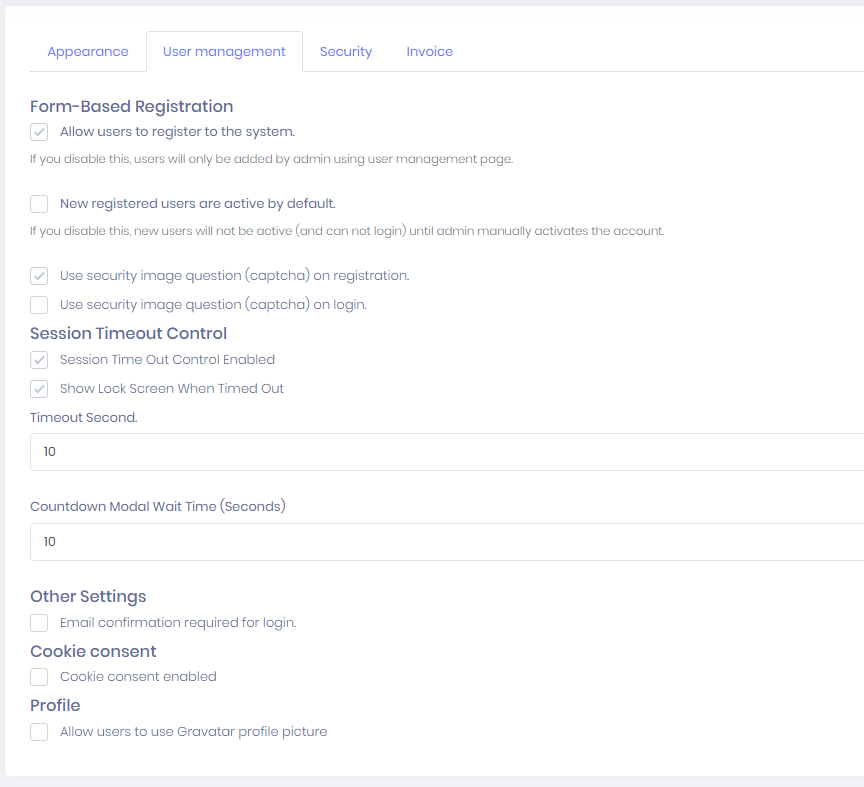 Appearance User management Security Invoice
Form-Based Registration
Allow users to register to the system.
If you disable this, users will only be added by admin using user management page.
New registered users are active by default.
If you disable this, new users will not be active (and can not login) until admin manually activates the account.
Use security image question (captcha) on registration.
Use security image question (captcha) on login.
Session Timeout Control
Session Time Out Control Enabled
Show Lock Screen When Timed Out
Timeout Second.
10
Countdown Modal Wait Time (Seconds)
10
Other Settings
Email confirmation required for login.
Cookie consent
Cookie consent enabled
Profile
Allow users to use Gravatar profile picture